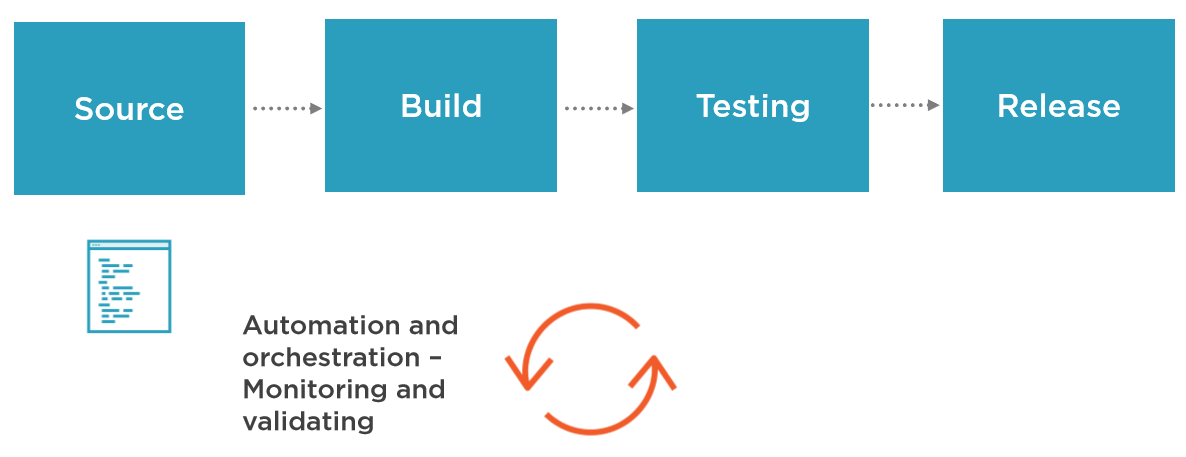 Source
Build
Testing
Release
Automation and
orchestration –
Monitoring and
validating